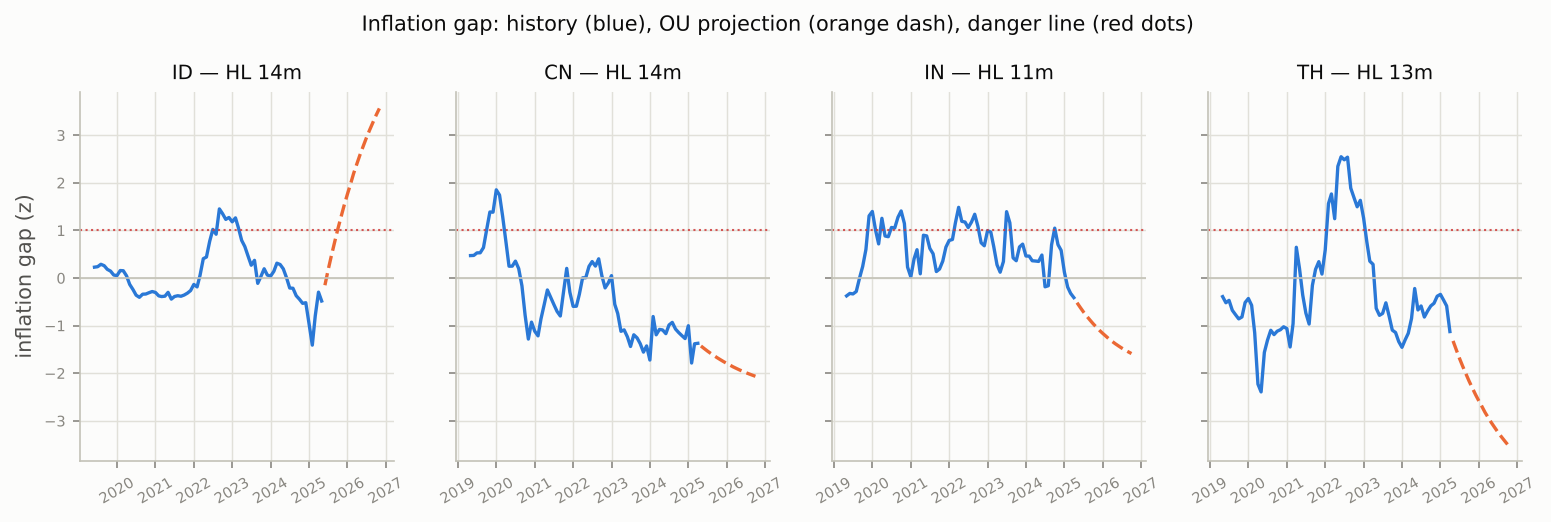 Inflation gap: history (blue), OU projection (orange dash), danger line (red dots)
ID — HL 14m
CN — HL 14m
IN — HL 11m
TH — HL 13m
inflation gap (z)
3
2
1
0
−1
−2
−3
2020 2021 2022 2023 2024 2025 2026 2027
2019 2020 2021 2022 2023 2024 2025 2026 2027
2019 2020 2021 2022 2023 2024 2025 2026 2027
2019 2020 2021 2022 2023 2024 2025 2026 2027